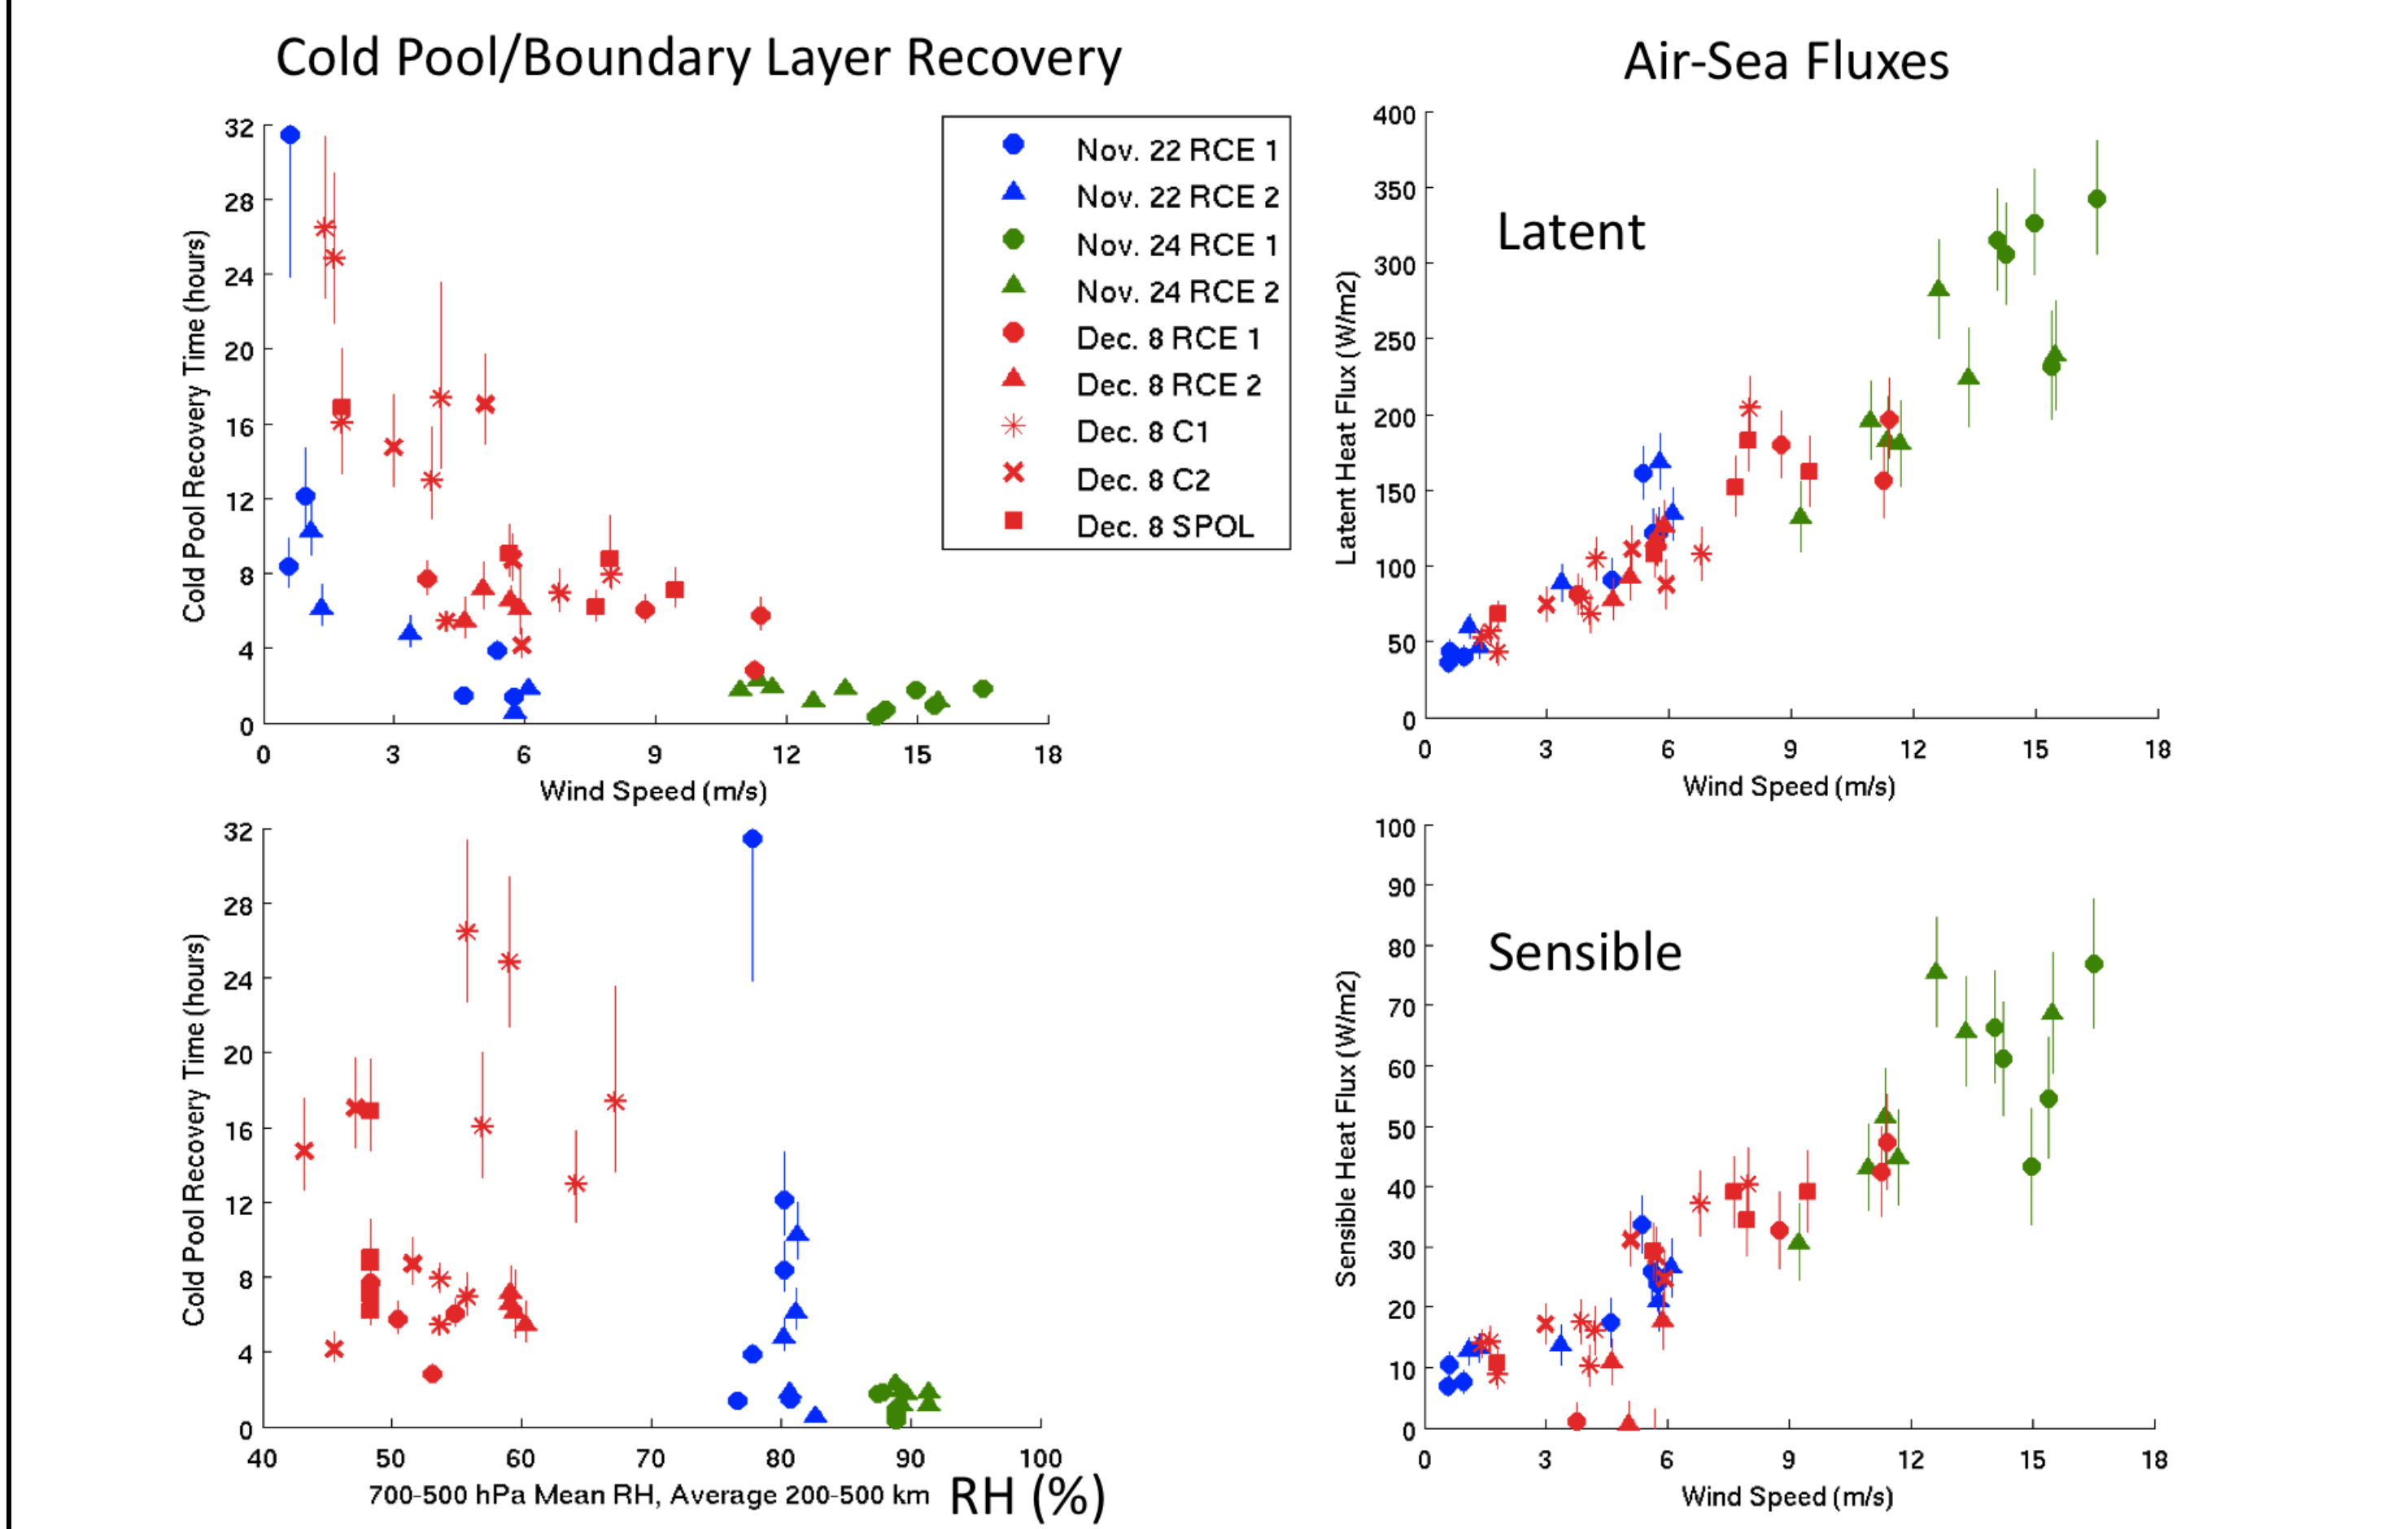 Cold Pool/Boundary Layer Recovery
Air-Sea Fluxes
32
28
24
20
16
12
8
4
0
Cold Pool Recovery Time (hours)
0 3 6 9 12 15 18
Wind Speed (m/s)
Nov. 22 RCE 1
Nov. 22 RCE 2
Nov. 24 RCE 1
Nov. 24 RCE 2
Dec. 8 RCE 1
Dec. 8 RCE 2
Dec. 8 C1
Dec. 8 C2
Dec. 8 SPOL
400
350
300
250
200
150
100
50
0
Latent Heat Flux (W/m2)
Latent
0 3 6 9 12 15 18
Wind Speed (m/s)
32
28
24
20
16
12
8
4
0
Cold Pool Recovery Time (hours)
40 50 60 70 80 90 100
700-500 hPa Mean RH, Average 200-500 km RH (%)
100
90
80
70
60
50
40
30
20
10
0
Sensible Heat Flux (W/m2)
Sensible
0 3 6 9 12 15 18
Wind Speed (m/s)